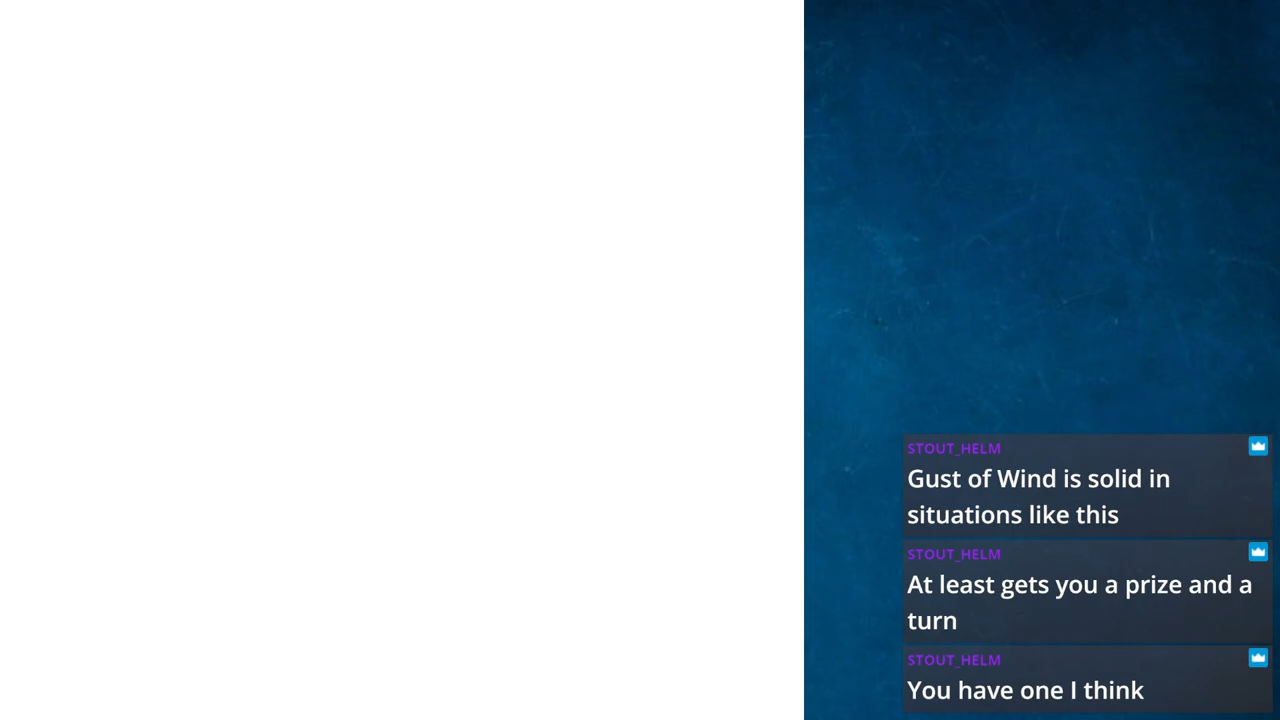 STOUT_HELM
Gust of Wind is solid in
situations like this
STOUT_HELM
At least gets you a prize and a
turn
STOUT_HELM
You have one I think